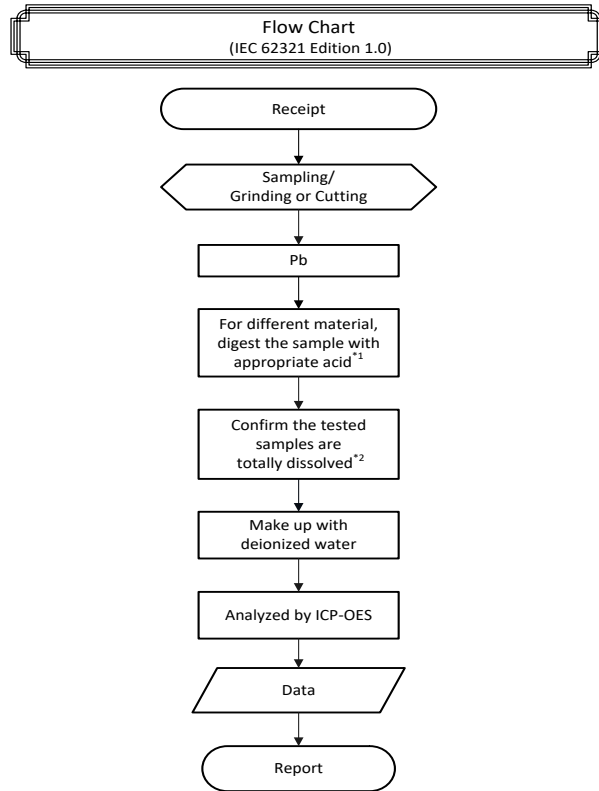 Flow Chart
(IEC 62321 Edition 1.0)
Receipt
Sampling/
Grinding or Cutting
Pb
For different material,
digest the sample with
appropriate acid*1
Confirm the tested
samples are
totally dissolved*2
Make up with
deionized water
Analyzed by ICP-OES
Data
Report